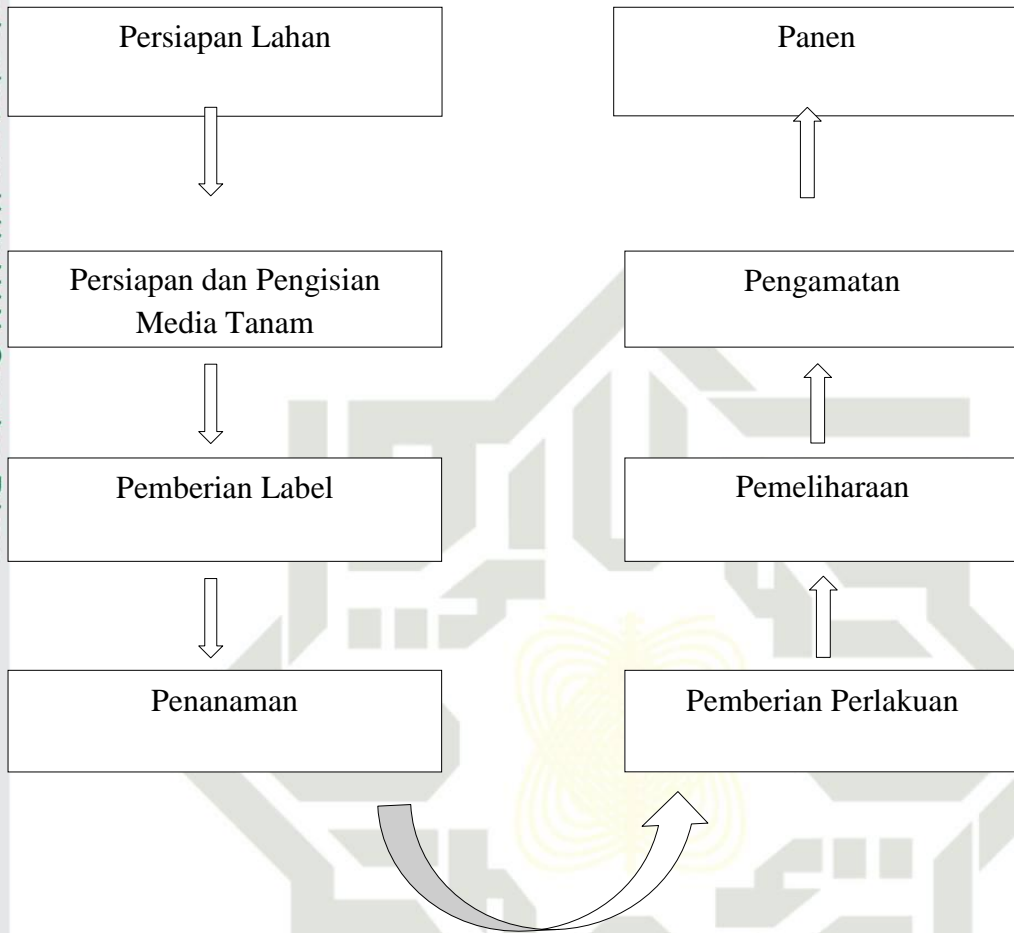 Persiapan Lahan
Persiapan dan Pengisian
Media Tanam
Pemberian Label
Penanaman
Pemberian Perlakuan
Pemeliharaan
Pengamatan
Panen